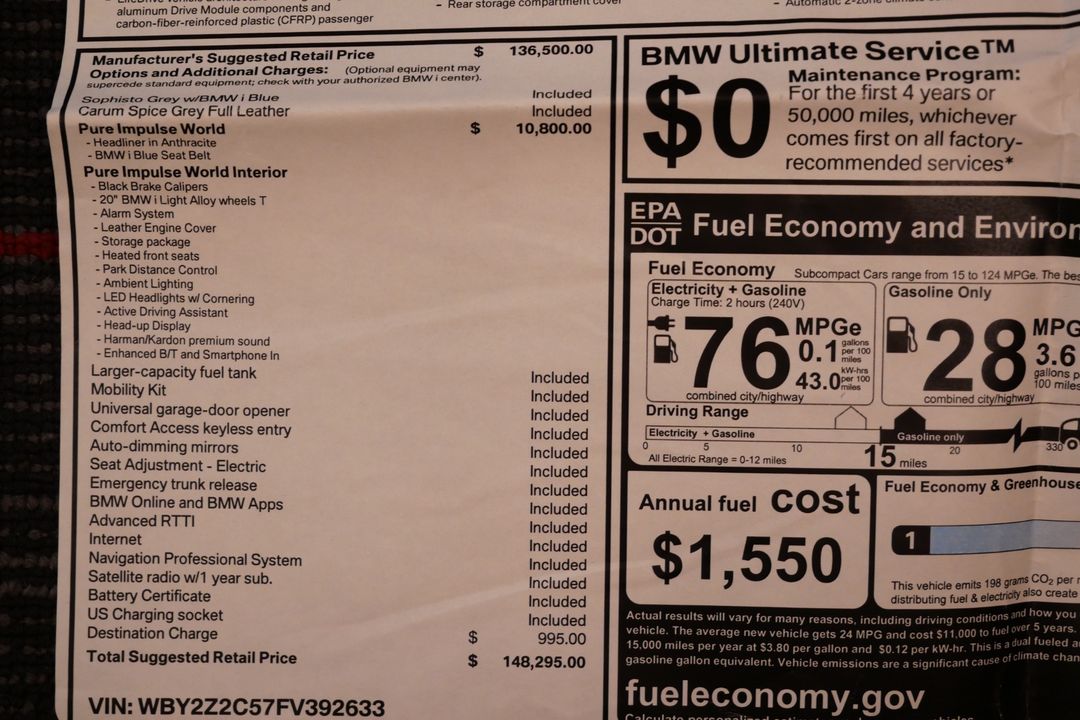 aluminum Drive Module components and
carbon-fiber-reinforced plastic (CFRP) passenger
- Rear storage compartment cover
- Automatic 2-zone
Manufacturer's Suggested Retail Price $ 136,500.00
Options and Additional Charges: (Optional equipment may
supercede standard equipment; check with your authorized BMW i center).
Sophisto Grey w/BMW i Blue Included
Carum Spice Grey Full Leather Included
Pure Impulse World $ 10,800.00
- Headliner in Anthracite
- BMW i Blue Seat Belt
Pure Impulse World Interior
- Black Brake Calipers
- 20" BMW i Light Alloy wheels T
- Alarm System
- Leather Engine Cover
- Storage package
- Heated front seats
- Park Distance Control
- Ambient Lighting
- LED Headlights w/ Cornering
- Active Driving Assistant
- Head-up Display
- Harman/Kardon premium sound
- Enhanced B/T and Smartphone In
Larger-capacity fuel tank Included
Mobility Kit Included
Universal garage-door opener Included
Comfort Access keyless entry Included
Auto-dimming mirrors Included
Seat Adjustment - Electric Included
Emergency trunk release Included
BMW Online and BMW Apps Included
Advanced RTTI Included
Internet Included
Navigation Professional System Included
Satellite radio w/1 year sub. Included
Battery Certificate Included
US Charging socket Included
Destination Charge $ 995.00
Total Suggested Retail Price $ 148,295.00
VIN: WBY2Z2C57FV392633
BMW Ultimate Service™
$0
Maintenance Program:
For the first 4 years or
50,000 miles, whichever
comes first on all factory-
recommended services*
EPA
DOT
Fuel Economy and Environ
Fuel Economy Subcompact Cars range from 15 to 124 MPGe. The bes
Electricity + Gasoline
Charge Time: 2 hours (240V)
76
MPGe
0.1 gallons per 100 miles
43.0 kW-hrs per 100 miles
combined city/highway
Gasoline Only
28
MPG
3.6
gallons p
100 miles
combined city/highway
Driving Range
Electricity + Gasoline Gasoline only
0 5 10 15 miles 20 330
All Electric Range = 0-12 miles
Annual fuel cost
$1,550
Fuel Economy & Greenhouse
1
This vehicle emits 198 grams CO2 per
distributing fuel & electricity also create
Actual results will vary for many reasons, including driving conditions and how you
vehicle. The average new vehicle gets 24 MPG and cost $11,000 to fuel over 5 years.
15,000 miles per year at $3.80 per gallon and $0.12 per kW-hr. This is a dual fueled a
gasoline gallon equivalent. Vehicle emissions are a significant cause of climate chan
fueleconomy.gov